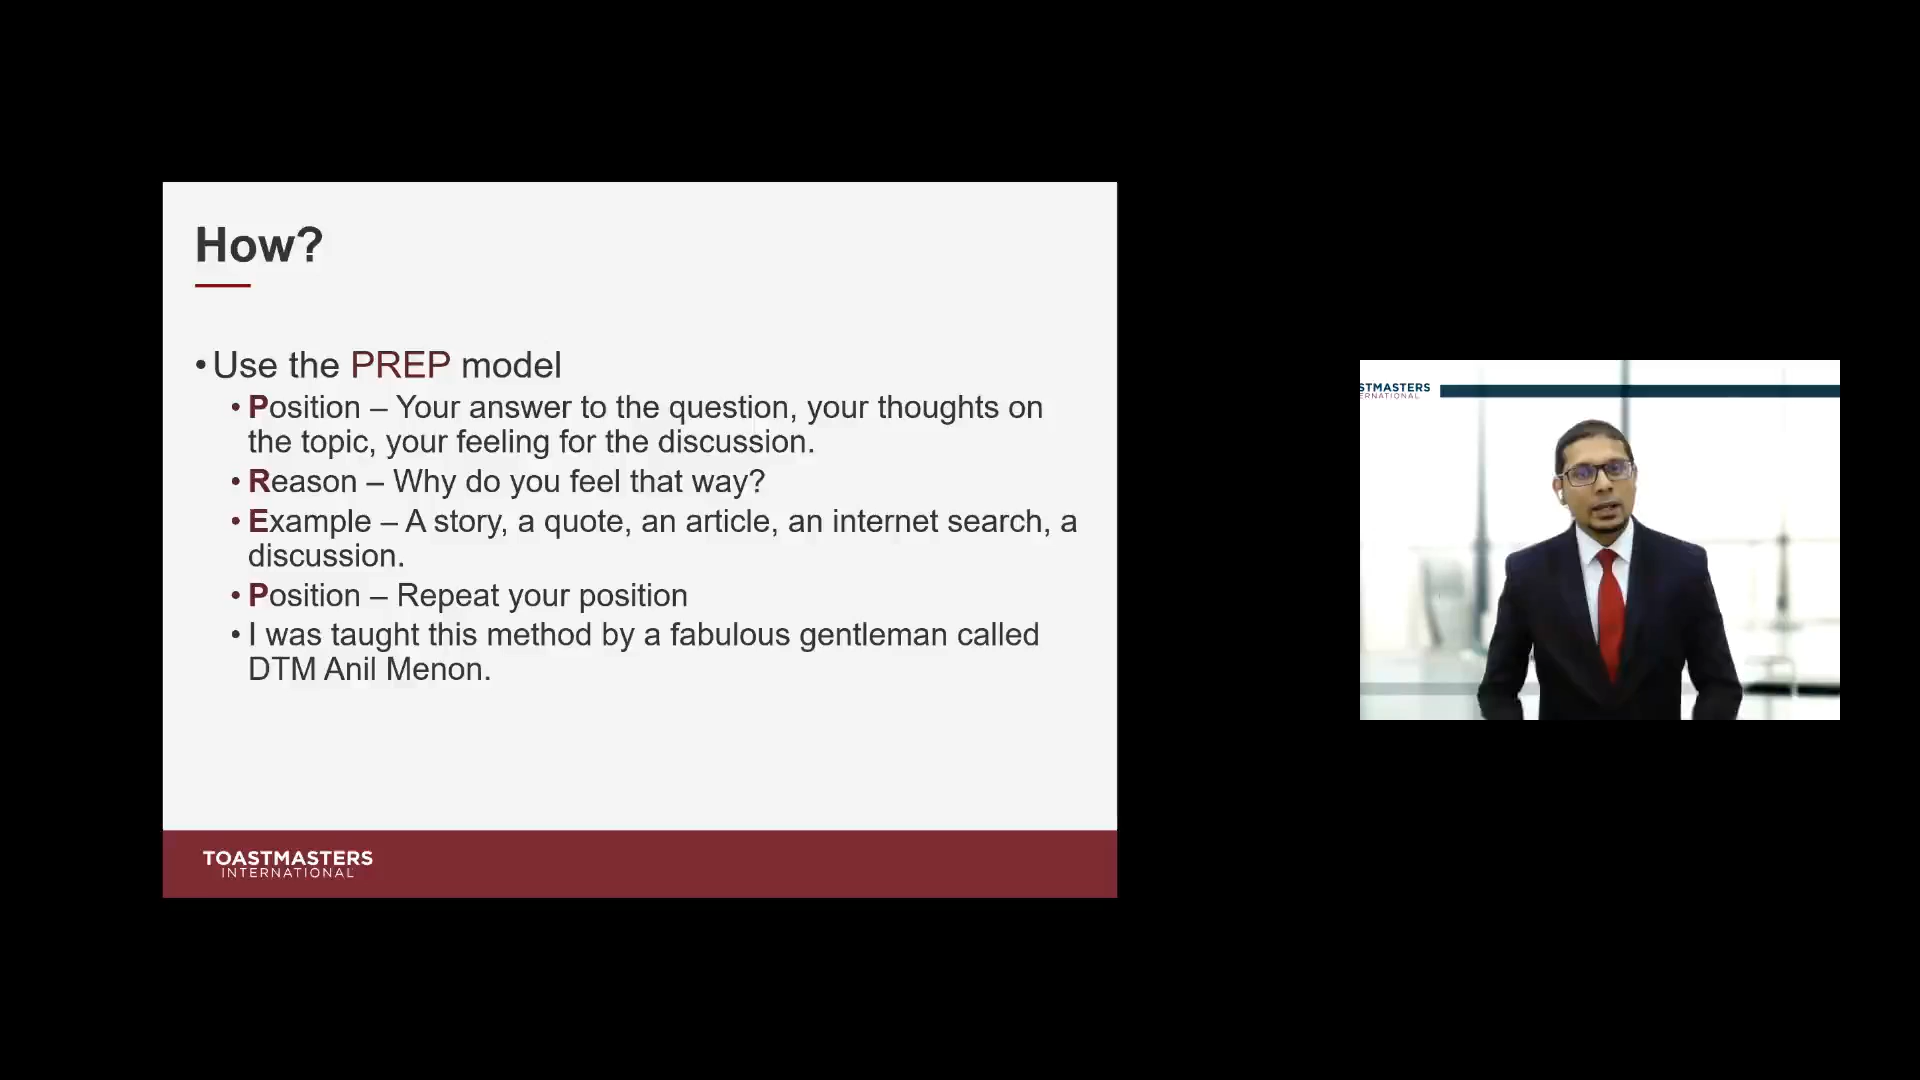 How?
• Use the PREP model
• Position – Your answer to the question, your thoughts on
the topic, your feeling for the discussion.
• Reason – Why do you feel that way?
• Example – A story, a quote, an article, an internet search, a
discussion.
• Position – Repeat your position
• I was taught this method by a fabulous gentleman called
DTM Anil Menon.
TOASTMASTERS
INTERNATIONAL
STMASTERS
ERNATIONAL